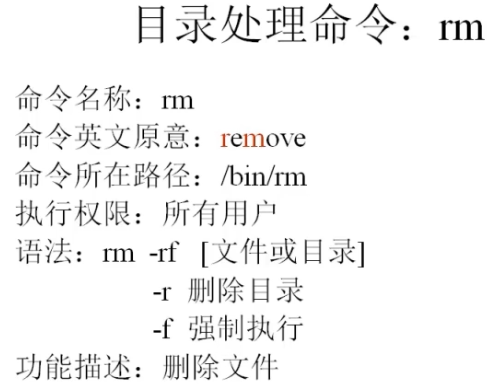 目录处理命令：rm
命令名称：rm
命令英文原意：remove
命令所在路径：/bin/rm
执行权限：所有用户
语法：rm -rf [文件或目录]
-r 删除目录
-f 强制执行
功能描述：删除文件